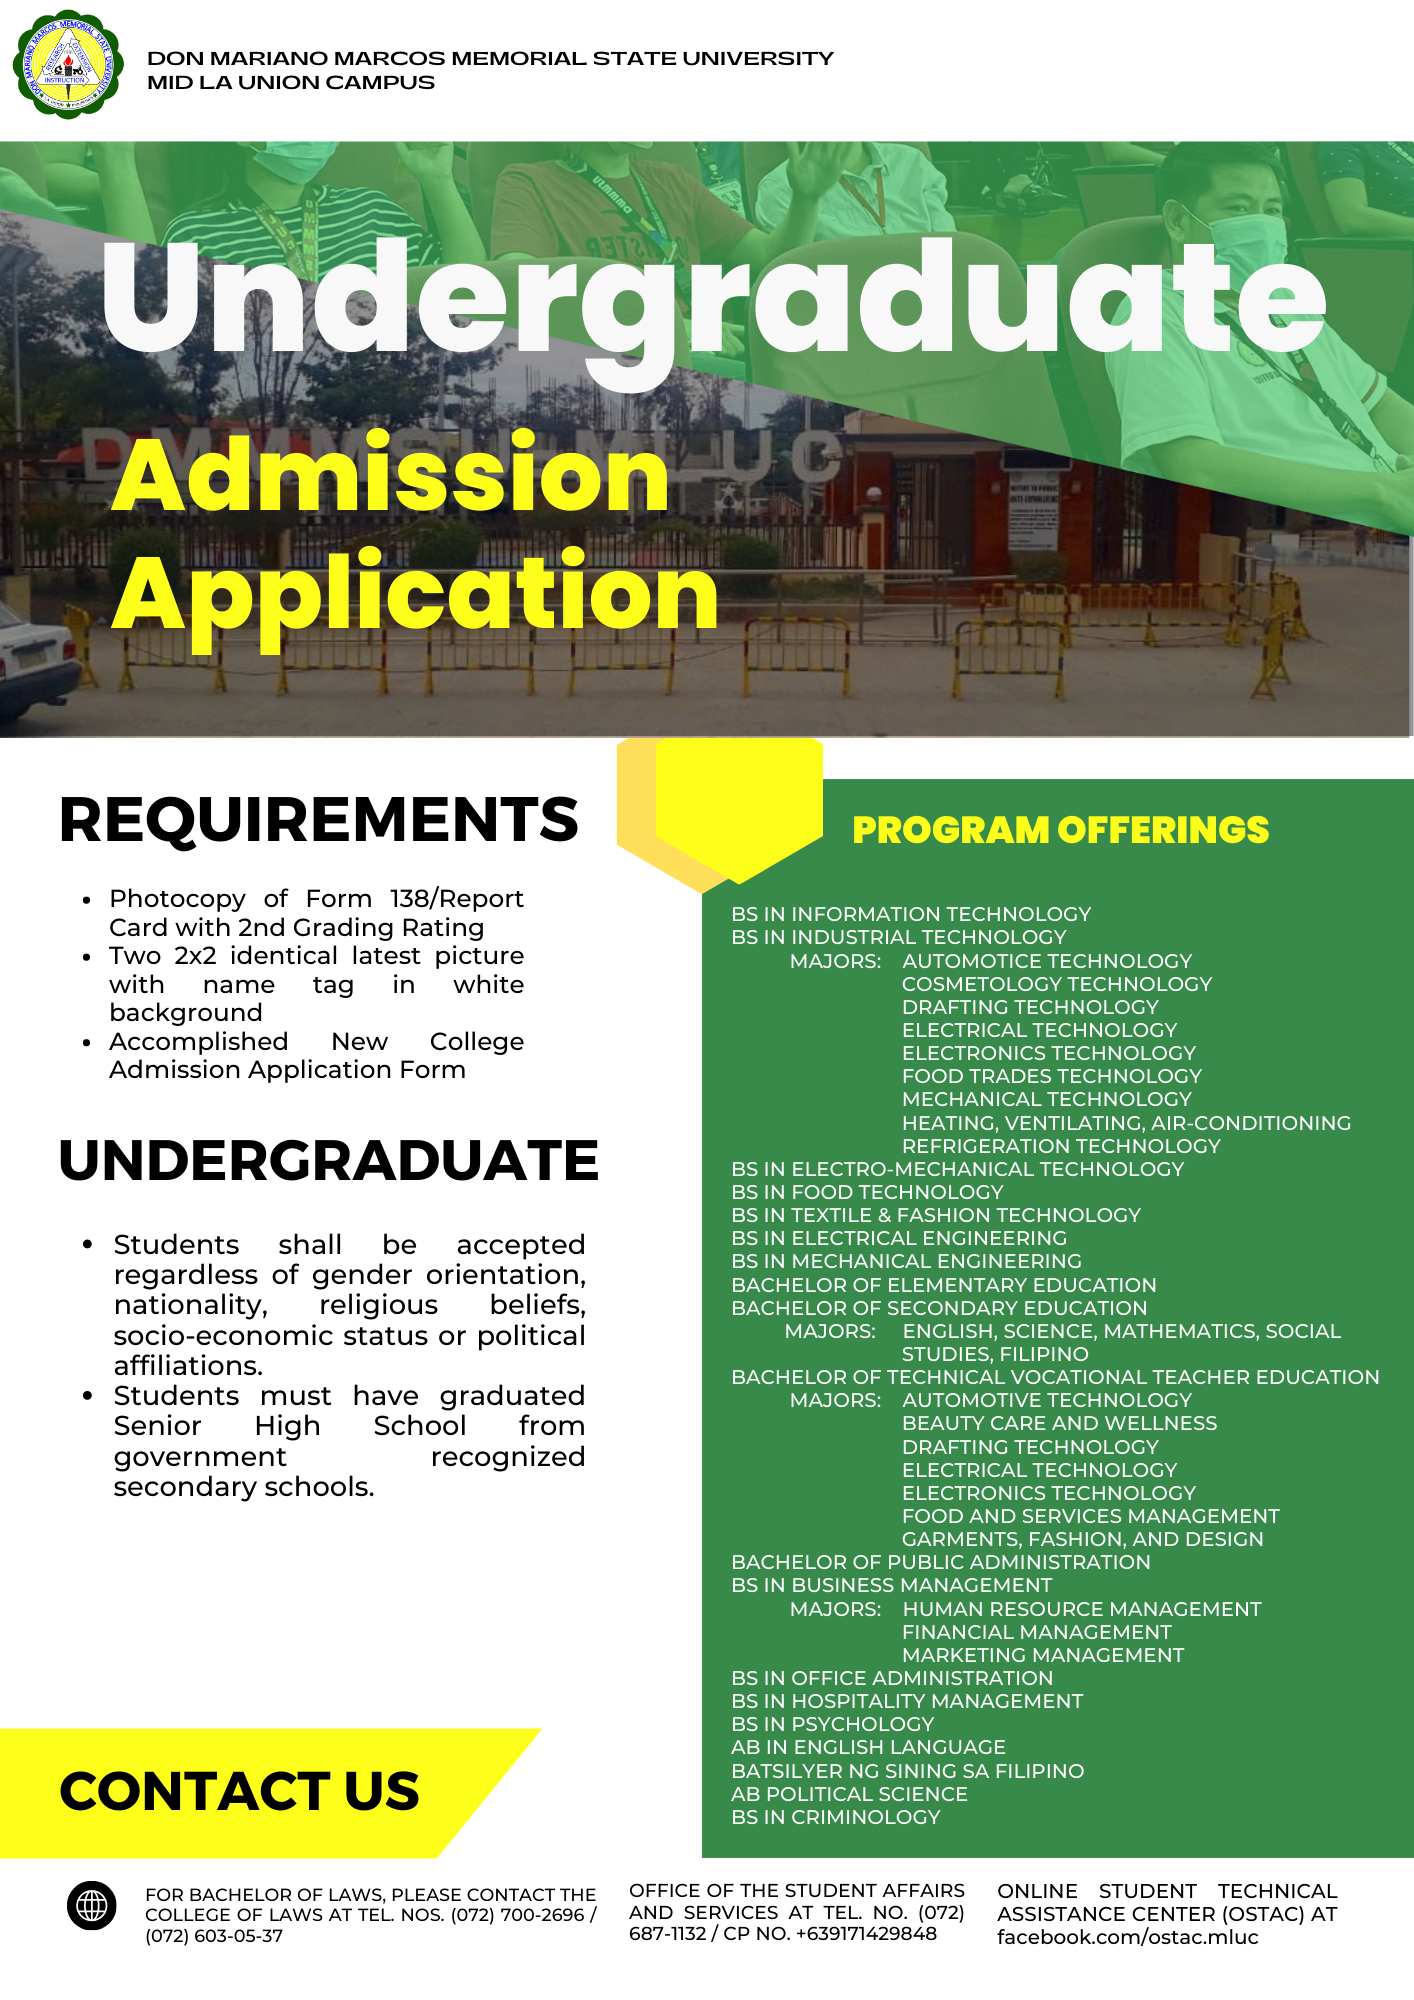 DON MARIANO MARCOS MEMORIAL STATE UNIVERSITY
RESEARCH
EXTENSION
INSTRUCTION
DON MARIANO MARCOS MEMORIAL STATE UNIVERSITY
MID LA UNION CAMPUS
Undergraduate
Admission
Application
REQUIREMENTS
• Photocopy of Form 138/Report
Card with 2nd Grading Rating
• Two 2x2 identical latest picture
with name tag in white
background
• Accomplished New College
Admission Application Form
UNDERGRADUATE
• Students shall be accepted
regardless of gender orientation,
nationality, religious beliefs,
socio-economic status or political
affiliations.
• Students must have graduated
Senior High School from
government recognized
secondary schools.
PROGRAM OFFERINGS
BS IN INFORMATION TECHNOLOGY
BS IN INDUSTRIAL TECHNOLOGY
MAJORS: AUTOMOTICE TECHNOLOGY
COSMETOLOGY TECHNOLOGY
DRAFTING TECHNOLOGY
ELECTRICAL TECHNOLOGY
ELECTRONICS TECHNOLOGY
FOOD TRADES TECHNOLOGY
MECHANICAL TECHNOLOGY
HEATING, VENTILATING, AIR-CONDITIONING
REFRIGERATION TECHNOLOGY
BS IN ELECTRO-MECHANICAL TECHNOLOGY
BS IN FOOD TECHNOLOGY
BS IN TEXTILE & FASHION TECHNOLOGY
BS IN ELECTRICAL ENGINEERING
BS IN MECHANICAL ENGINEERING
BACHELOR OF ELEMENTARY EDUCATION
BACHELOR OF SECONDARY EDUCATION
MAJORS: ENGLISH, SCIENCE, MATHEMATICS, SOCIAL
STUDIES, FILIPINO
BACHELOR OF TECHNICAL VOCATIONAL TEACHER EDUCATION
MAJORS: AUTOMOTIVE TECHNOLOGY
BEAUTY CARE AND WELLNESS
DRAFTING TECHNOLOGY
ELECTRICAL TECHNOLOGY
ELECTRONICS TECHNOLOGY
FOOD AND SERVICES MANAGEMENT
GARMENTS, FASHION, AND DESIGN
BACHELOR OF PUBLIC ADMINISTRATION
BS IN BUSINESS MANAGEMENT
MAJORS: HUMAN RESOURCE MANAGEMENT
FINANCIAL MANAGEMENT
MARKETING MANAGEMENT
BS IN OFFICE ADMINISTRATION
BS IN HOSPITALITY MANAGEMENT
BS IN PSYCHOLOGY
AB IN ENGLISH LANGUAGE
BATSILYER NG SINING SA FILIPINO
AB POLITICAL SCIENCE
BS IN CRIMINOLOGY
CONTACT US
FOR BACHELOR OF LAWS, PLEASE CONTACT THE
COLLEGE OF LAWS AT TEL. NOS. (072) 700-2696 /
(072) 603-05-37
OFFICE OF THE STUDENT AFFAIRS
AND SERVICES AT TEL. NO. (072)
687-1132 / CP NO. +639171429848
ONLINE STUDENT TECHNICAL
ASSISTANCE CENTER (OSTAC) AT
facebook.com/ostac.mluc